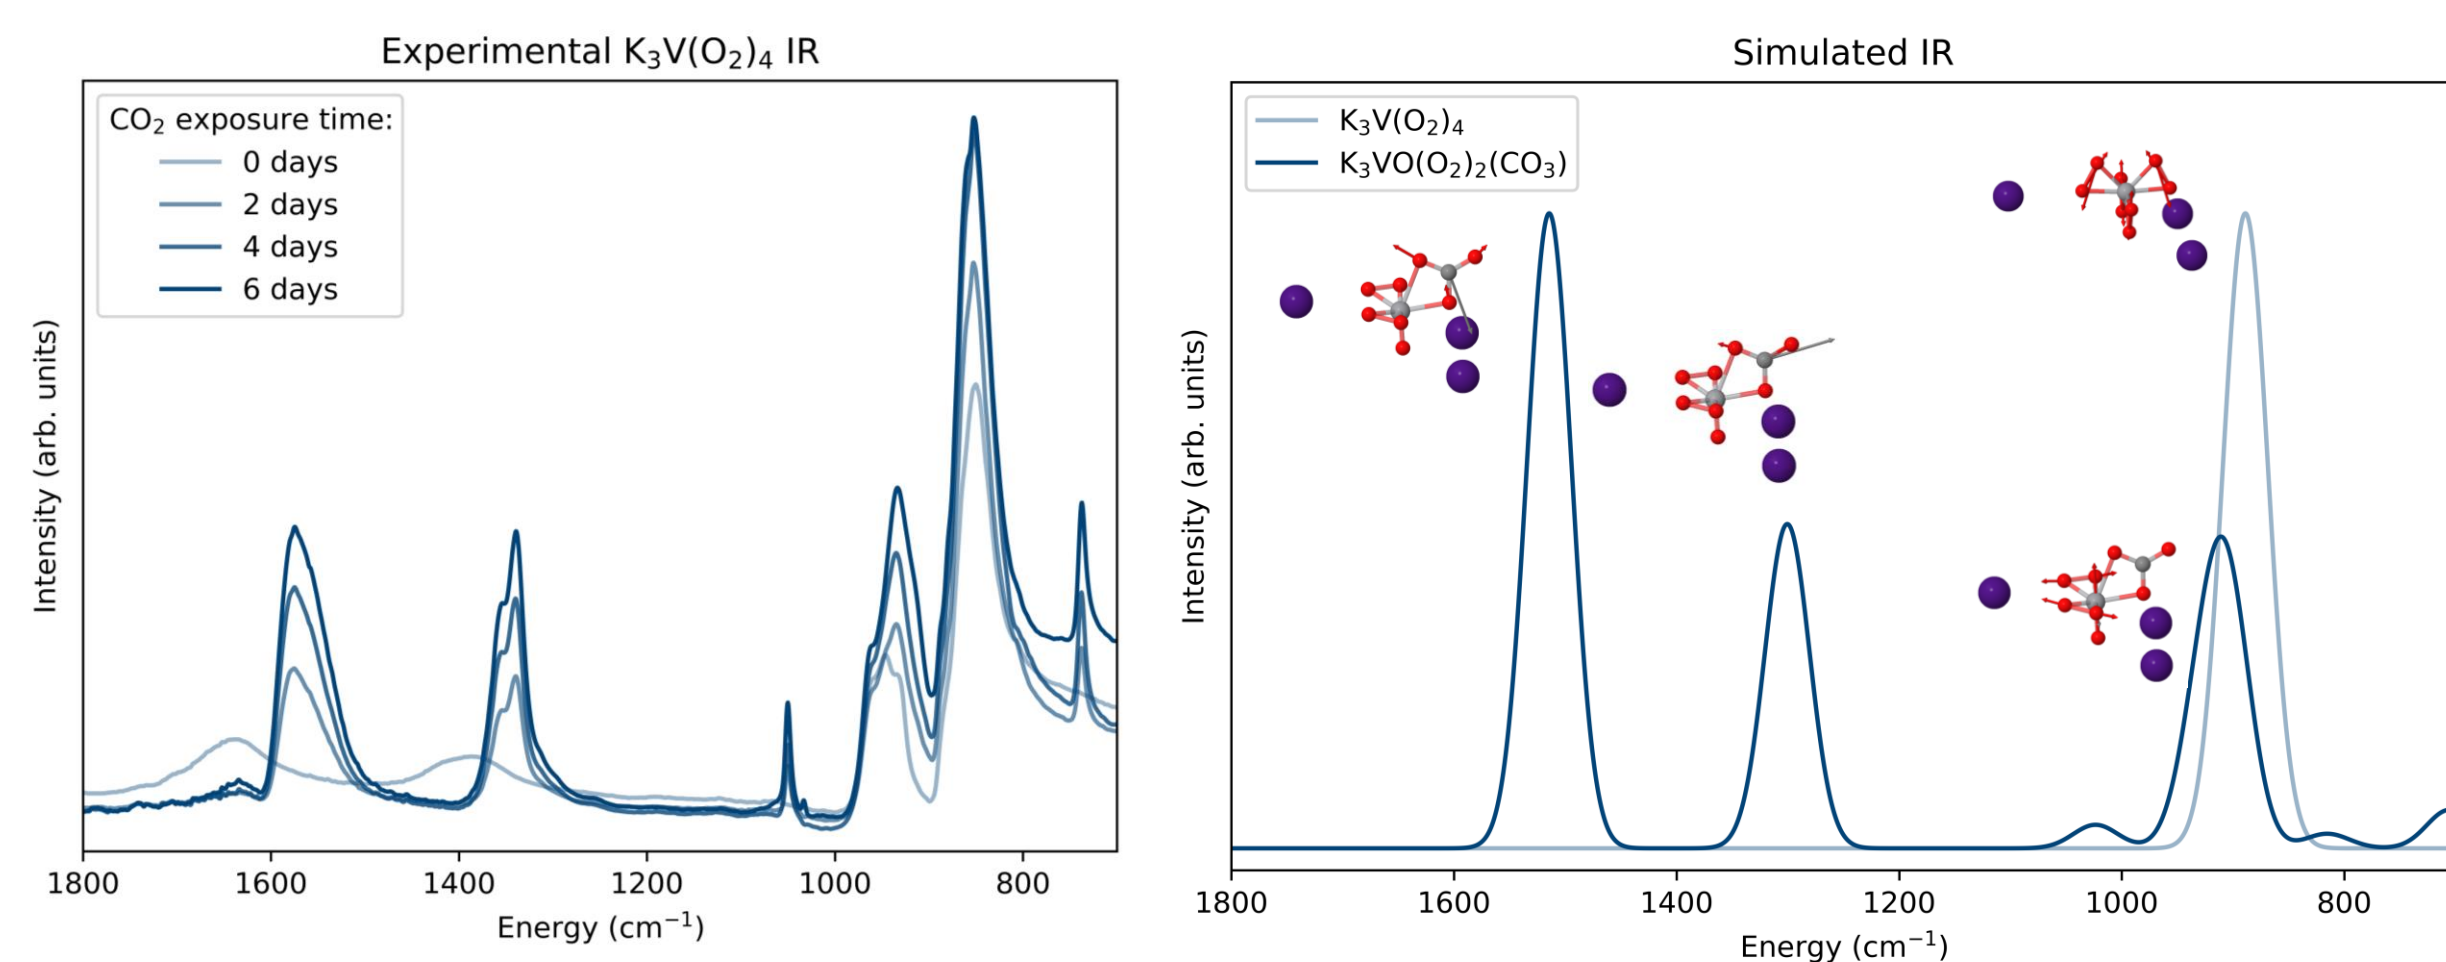 Experimental K₃V(O₂)₄ IR
CO₂ exposure time:
0 days
2 days
4 days
6 days
Intensity (arb. units)
1800 1600 1400 1200 1000 800
Energy (cm⁻¹)
Simulated IR
K₃V(O₂)₄
K₃VO(O₂)₂(CO₃)
Intensity (arb. units)
1800 1600 1400 1200 1000 800
Energy (cm⁻¹)